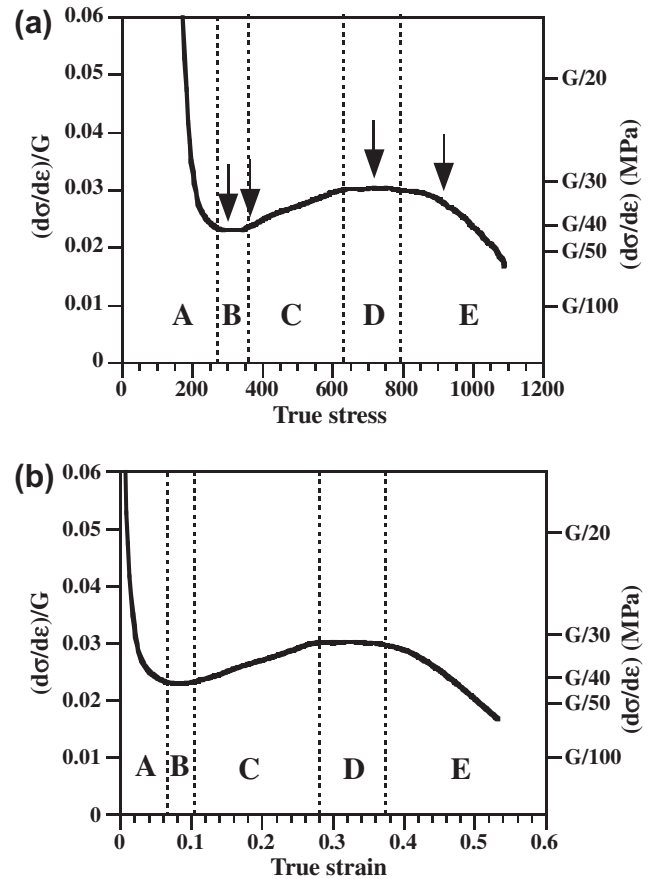 (a)
0.06
0.05
0.04
0.03
0.02
0.01
0
(dσ/dε)/G
G/20
G/30
G/40
G/50
G/100
(dσ/dε) (MPa)
A
B
C
D
E
0
200
400
600
800
1000
1200
True stress
(b)
0.06
0.05
0.04
0.03
0.02
0.01
0
(dσ/dε)/G
G/20
G/30
G/40
G/50
G/100
(dσ/dε) (MPa)
A
B
C
D
E
0
0.1
0.2
0.3
0.4
0.5
0.6
True strain